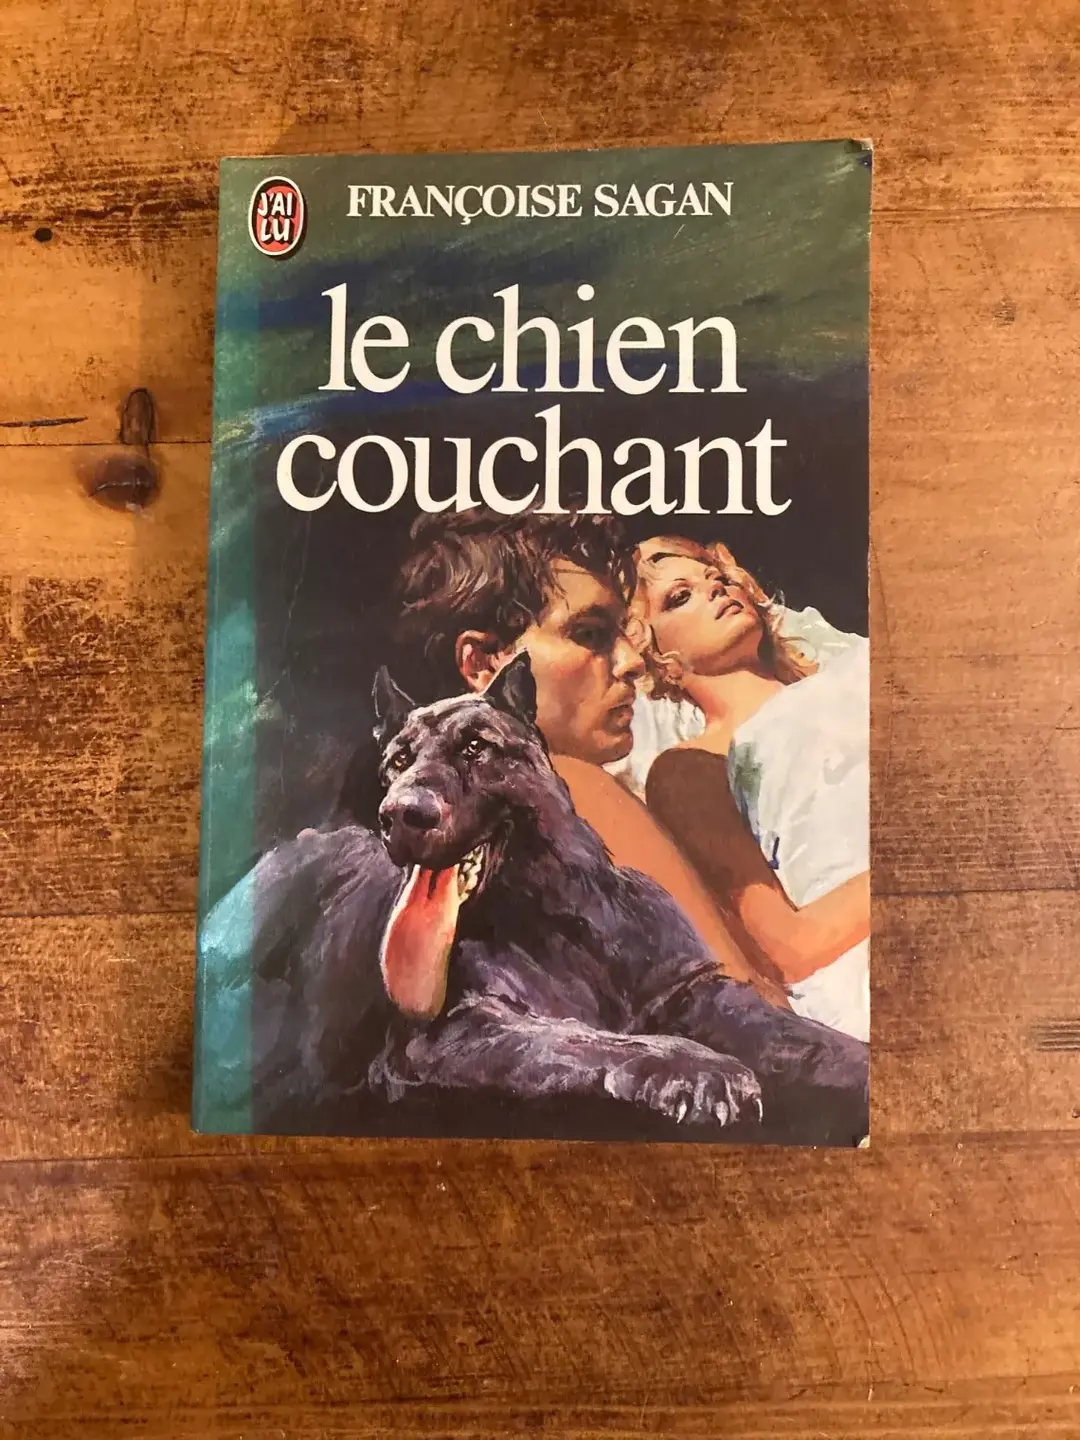 J'AI
LU
FRANÇOISE SAGAN
le chien
couchant